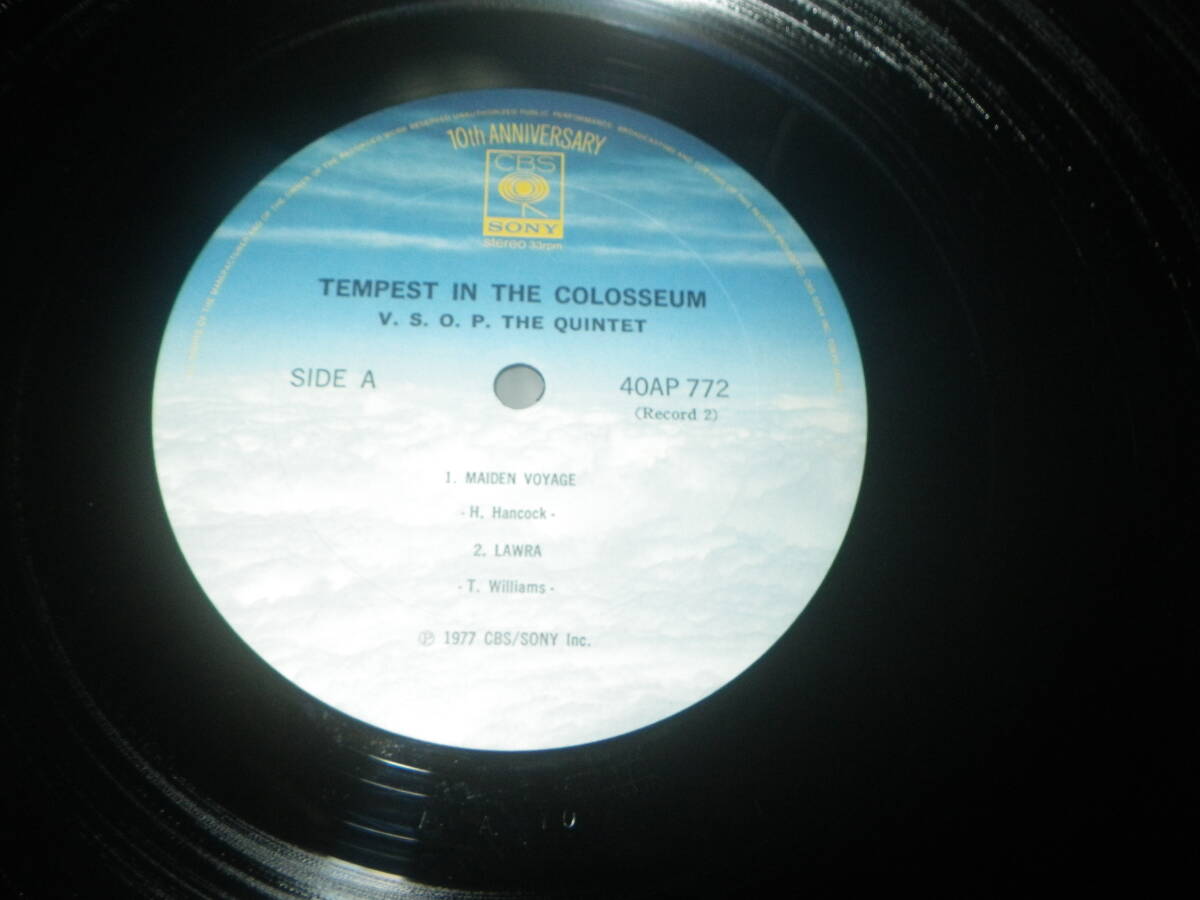 10th ANNIVERSARY
CBS
SONY
stereo 33rpm
TEMPEST IN THE COLOSSEUM
V. S. O. P. THE QUINTET
SIDE A
40AP 772
(Record 2)
1. MAIDEN VOYAGE
- H. Hancock -
2. LAWRA
- T. Williams -
Ⓟ 1977 CBS/SONY Inc.